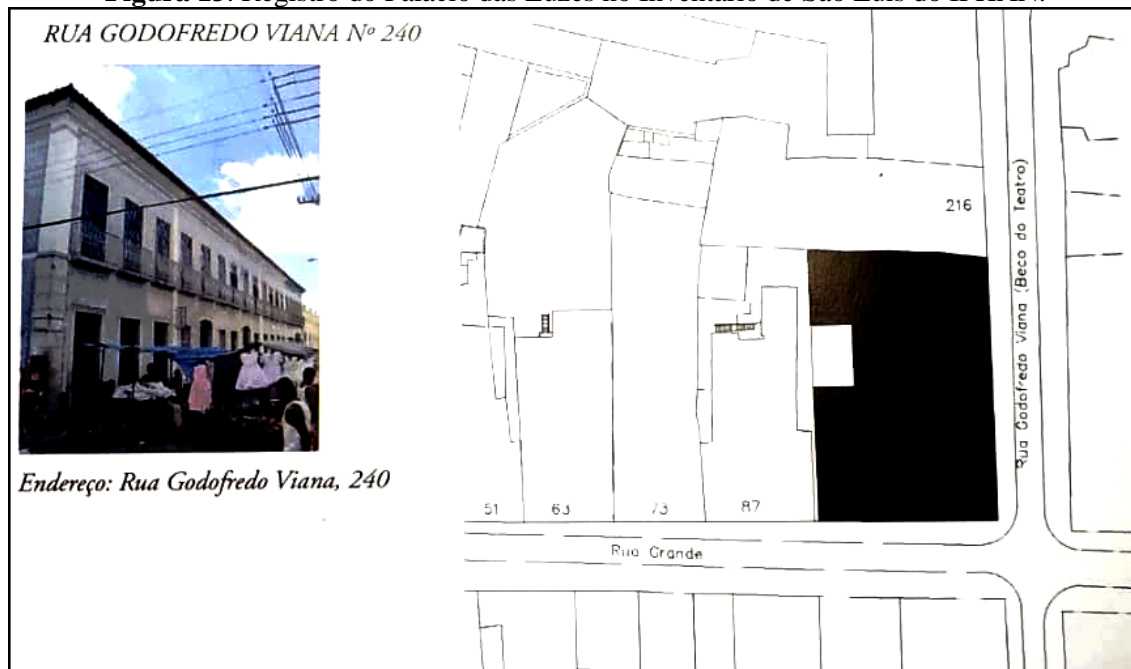 RUA GODOFREDO VIANA Nº 240
Endereço: Rua Godofredo Viana, 240
216
Rua Godofredo Viana (Beco do Teatro)
51
63
73
87
Rua Grande